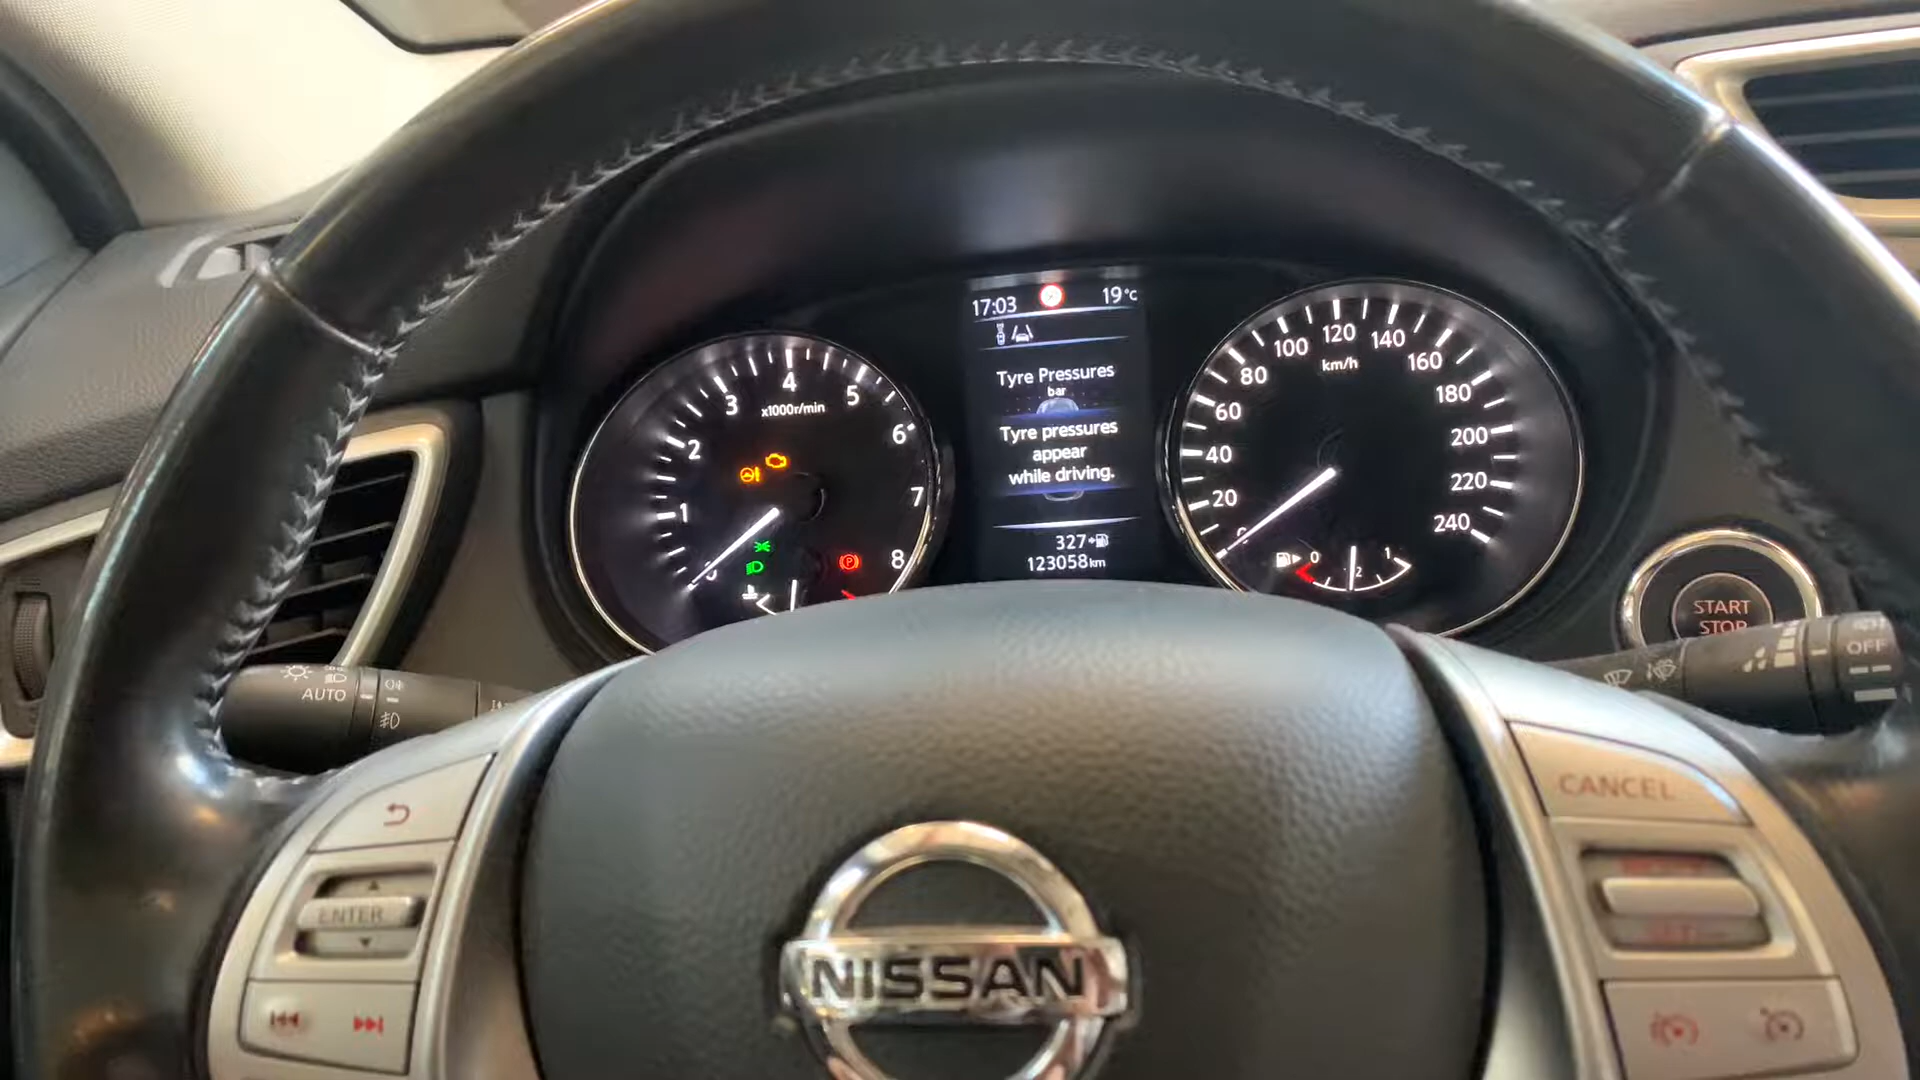 17:03
19°C
Tyre Pressures
bar
Tyre pressures
appear
while driving.
327
123058km
1
2
3
4
5
6
7
8
x1000r/min
0
20
40
60
80
100
120
140
160
180
200
220
240
km/h
0
1
START
STOP
OFF
AUTO
ENTER
CANCEL
NISSAN